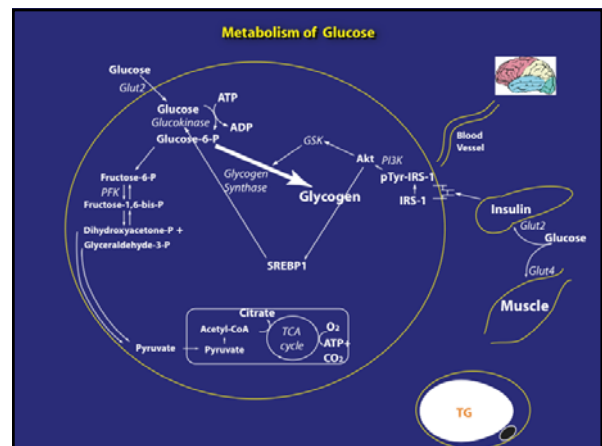 Metabolism of Glucose
Glucose
Glut2
Glucose
Glucokinase
Glucose-6-P
ATP
ADP
Fructose-6-P
PFK
Fructose-1,6-bis-P
Dihydroxyacetone-P +
Glyceraldehyde-3-P
Glycogen
Synthase
Glycogen
GSK
Akt
PI3K
pTyr-IRS-1
IRS-1
SREBP1
Citrate
Acetyl-CoA
Pyruvate
Pyruvate
TCA
cycle
O₂
ATP+
CO₂
Blood
Vessel
Insulin
Glut2
Glucose
Glut4
Muscle
TG